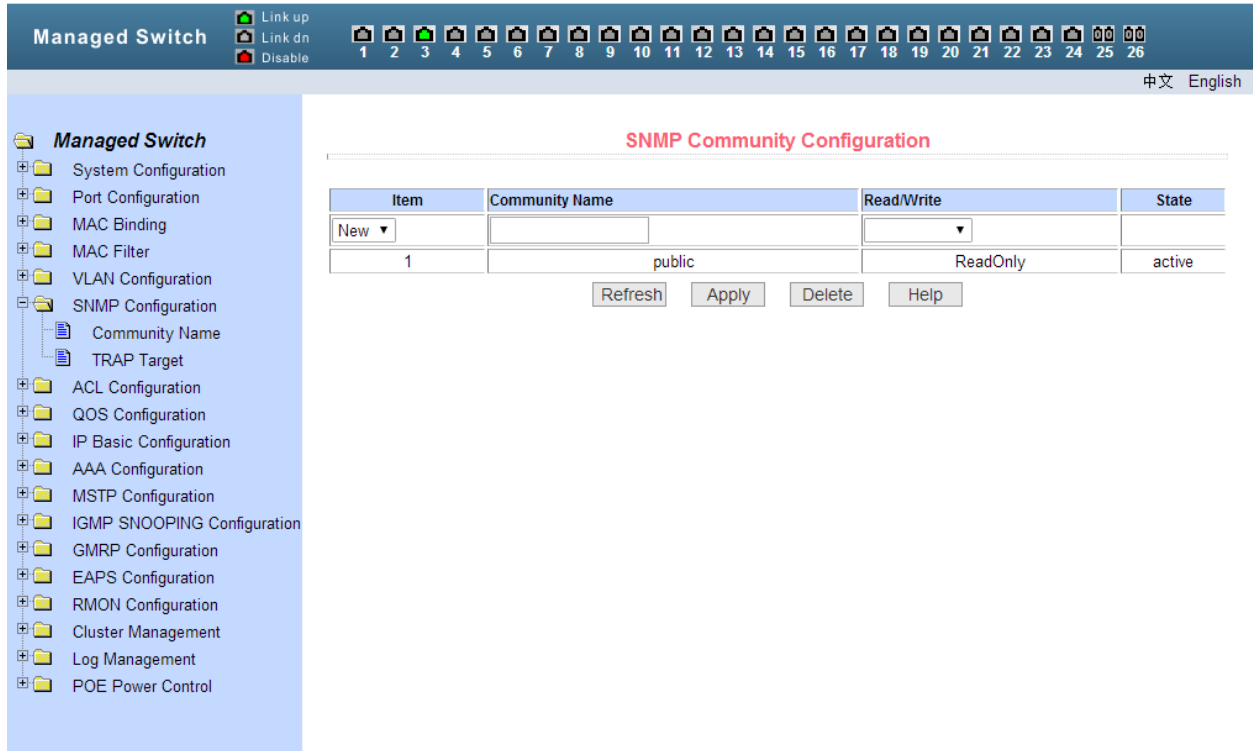 Managed Switch
Link up
Link dn
Disable
1 2 3 4 5 6 7 8 9 10 11 12 13 14 15 16 17 18 19 20 21 22 23 24 25 26
中文 English
Managed Switch
System Configuration
Port Configuration
MAC Binding
MAC Filter
VLAN Configuration
SNMP Configuration
Community Name
TRAP Target
ACL Configuration
QOS Configuration
IP Basic Configuration
AAA Configuration
MSTP Configuration
IGMP SNOOPING Configuration
GMRP Configuration
EAPS Configuration
RMON Configuration
Cluster Management
Log Management
POE Power Control
SNMP Community Configuration
Item Community Name Read/Write State
New
1 public ReadOnly active
Refresh Apply Delete Help